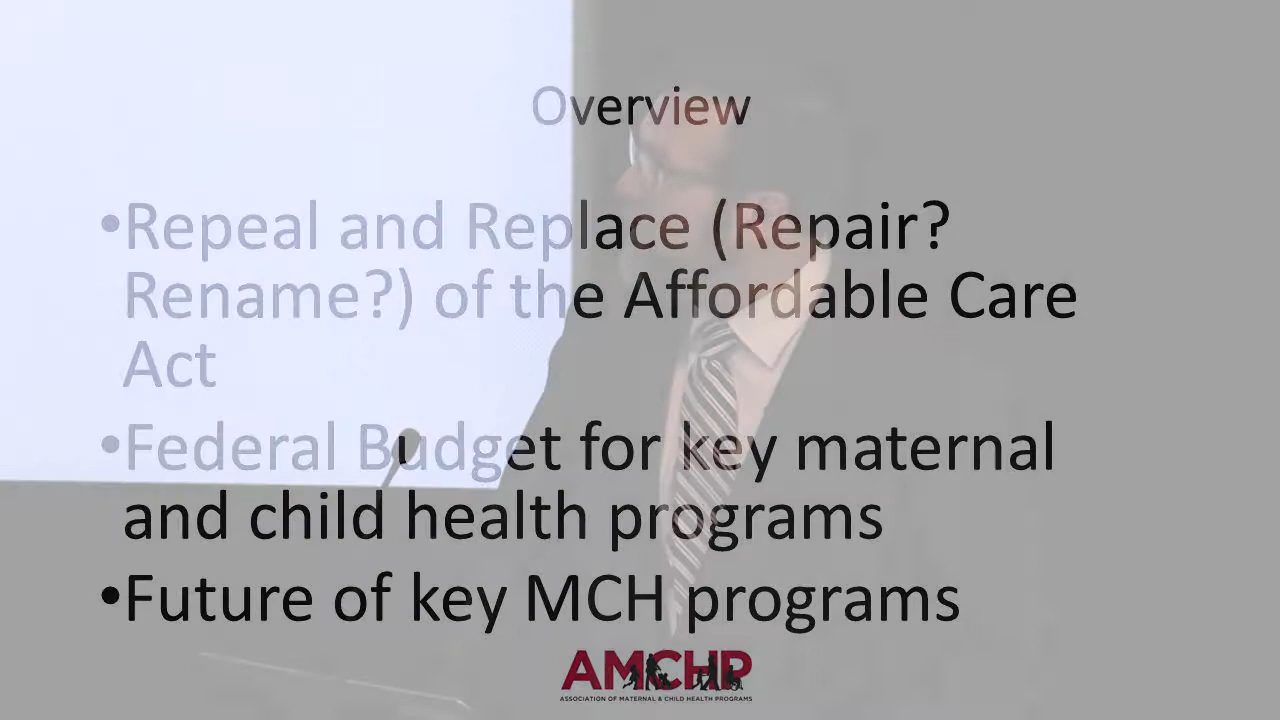 Overview
•Repeal and Replace (Repair?
Rename?) of the Affordable Care
Act
•Federal Budget for key maternal
and child health programs
•Future of key MCH programs
AMCHP
ASSOCIATION OF MATERNAL & CHILD HEALTH PROGRAMS